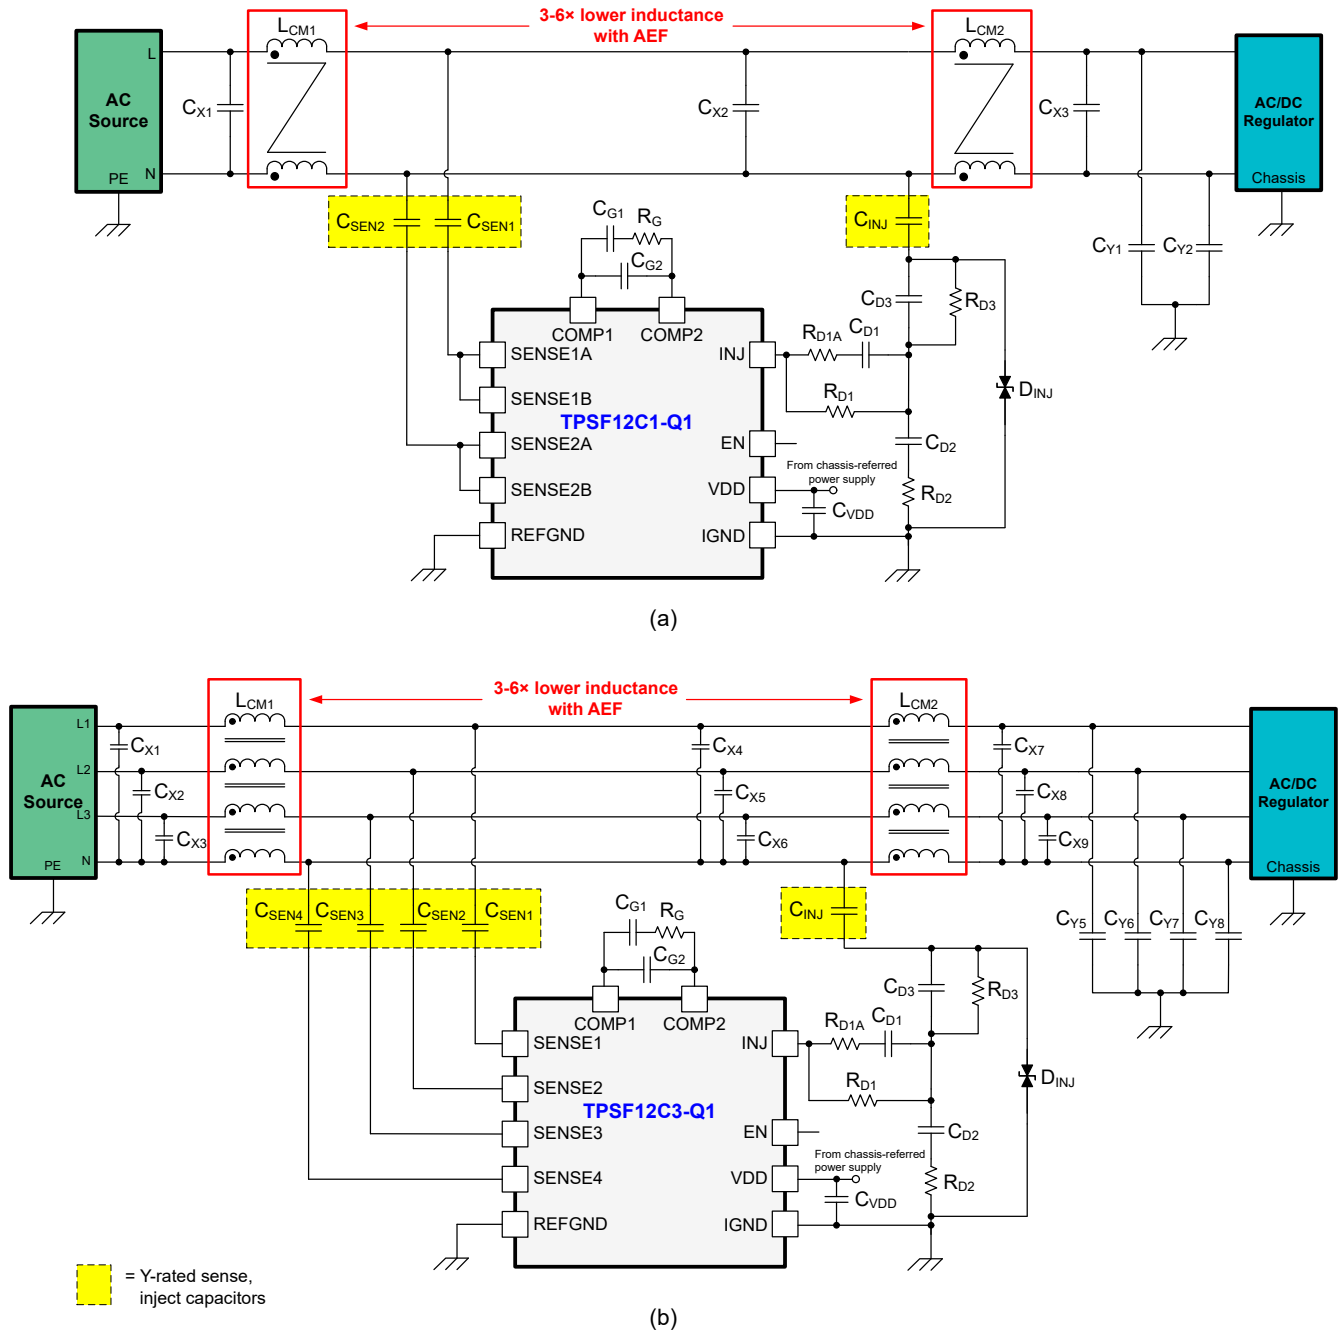 LCM1
3-6× lower inductance
with AEF
LCM2
AC
Source
L
N
PE
CX1
CX2
CX3
AC/DC
Regulator
Chassis
CSEN2
CSEN1
CG1
RG
CG2
CINJ
CY1
CY2
CD3
RD3
COMP1
COMP2
RD1A
CD1
SENSE1A
INJ
SENSE1B
RD1
DINJ
TPSF12C1-Q1
SENSE2A
EN
CD2
From chassis-referred
power supply
SENSE2B
VDD
RD2
CVDD
REFGND
IGND
(a)
LCM1
3-6× lower inductance
with AEF
LCM2
AC
Source
L1
L2
L3
N
PE
CX1
CX2
CX3
CX4
CX5
CX6
CX7
CX8
CX9
AC/DC
Regulator
Chassis
CSEN4
CSEN3
CSEN2
CSEN1
CG1
RG
CG2
CINJ
CY5
CY6
CY7
CY8
CD3
RD3
COMP1
COMP2
RD1A
CD1
SENSE1
INJ
SENSE2
RD1
DINJ
TPSF12C3-Q1
SENSE3
EN
CD2
From chassis-referred
power supply
SENSE4
VDD
RD2
CVDD
REFGND
IGND
= Y-rated sense,
inject capacitors
(b)